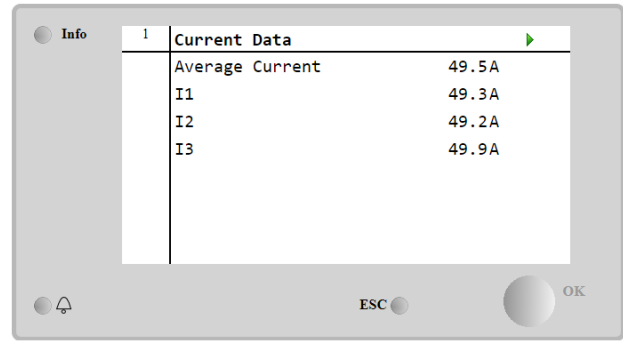 Info
1 Current Data
Average Current 49.5A
I1 49.3A
I2 49.2A
I3 49.9A
ESC
OK